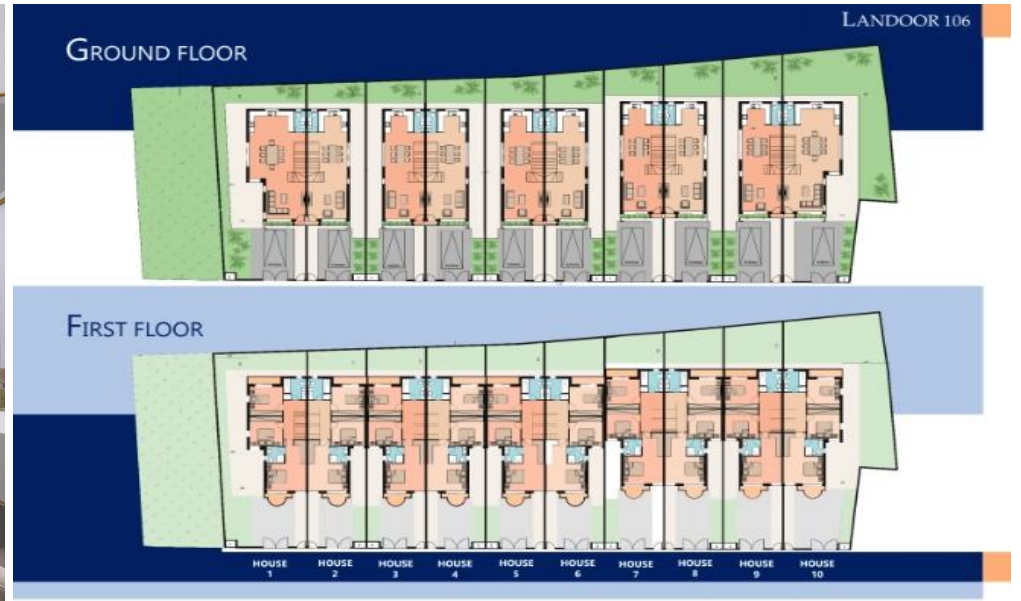 LANDOOR 106
GROUND FLOOR
FIRST FLOOR
HOUSE 1
HOUSE 2
HOUSE 3
HOUSE 4
HOUSE 5
HOUSE 6
HOUSE 7
HOUSE 8
HOUSE 9
HOUSE 10